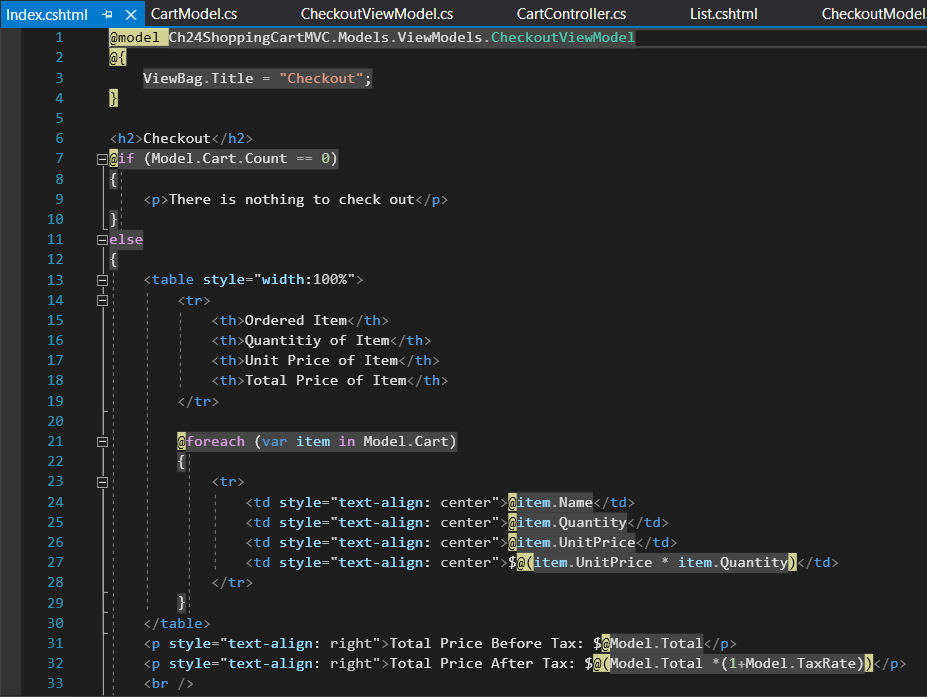 Index.cshtml CartModel.cs CheckoutViewModel.cs CartController.cs List.cshtml CheckoutModel.
1 @model Ch24ShoppingCartMVC.Models.ViewModels.CheckoutViewModel
2 @{
3 ViewBag.Title = "Checkout";
4 }
5
6 <h2>Checkout</h2>
7 @if (Model.Cart.Count == 0)
8 {
9 <p>There is nothing to check out</p>
10 }
11 else
12 {
13 <table style="width:100%">
14 <tr>
15 <th>Ordered Item</th>
16 <th>Quantitiy of Item</th>
17 <th>Unit Price of Item</th>
18 <th>Total Price of Item</th>
19 </tr>
20
21 @foreach (var item in Model.Cart)
22 {
23 <tr>
24 <td style="text-align: center">@item.Name</td>
25 <td style="text-align: center">@item.Quantity</td>
26 <td style="text-align: center">@item.UnitPrice</td>
27 <td style="text-align: center">$@(item.UnitPrice * item.Quantity)</td>
28 </tr>
29 }
30 </table>
31 <p style="text-align: right">Total Price Before Tax: $@Model.Total</p>
32 <p style="text-align: right">Total Price After Tax: $@(Model.Total *(1+Model.TaxRate))</p>
33 <br />